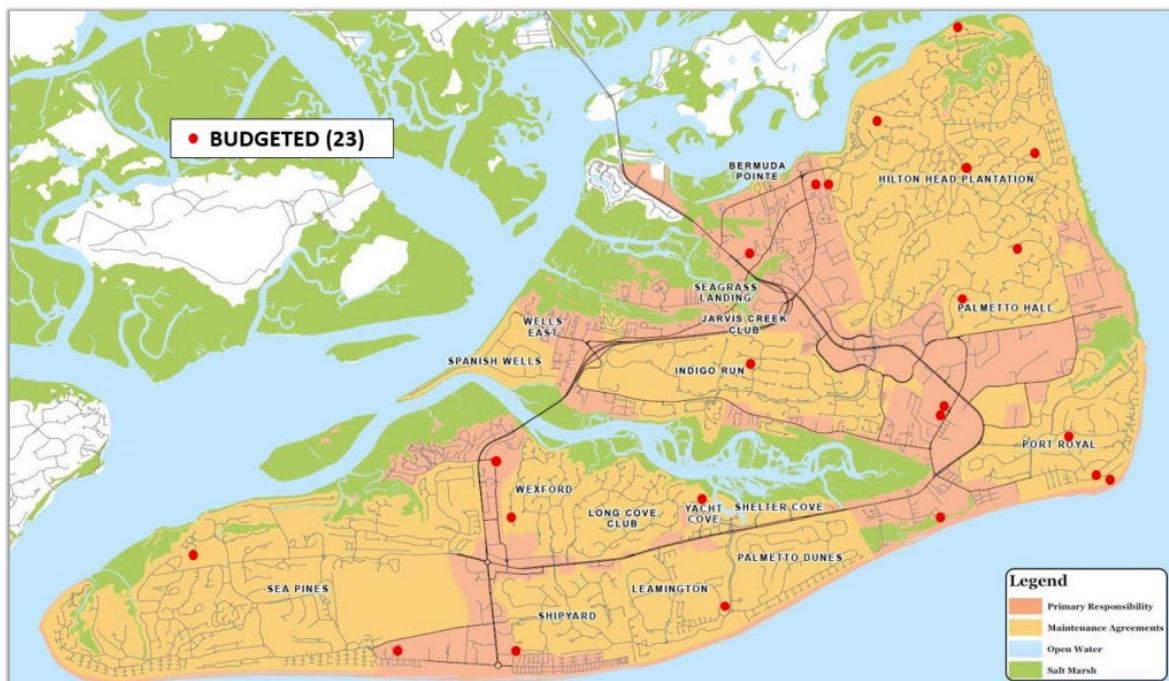 BUDGETED (23)
BERMUDA
POINTE
HILTON HEAD PLANTATION
SEAGRASS
LANDING
PALMETTO HALL
WELLS
EAST
JARVIS CREEK
CLUB
SPANISH WELLS
INDIGO RUN
PORT ROYAL
WEXFORD
LONG COVE
CLUB
YACHT
COVE
SHELTER COVE
PALMETTO DUNES
SEA PINES
LEAMINGTON
SHIPYARD
Legend
Primary Responsibility
Maintenance Agreements
Open Water
Salt Marsh